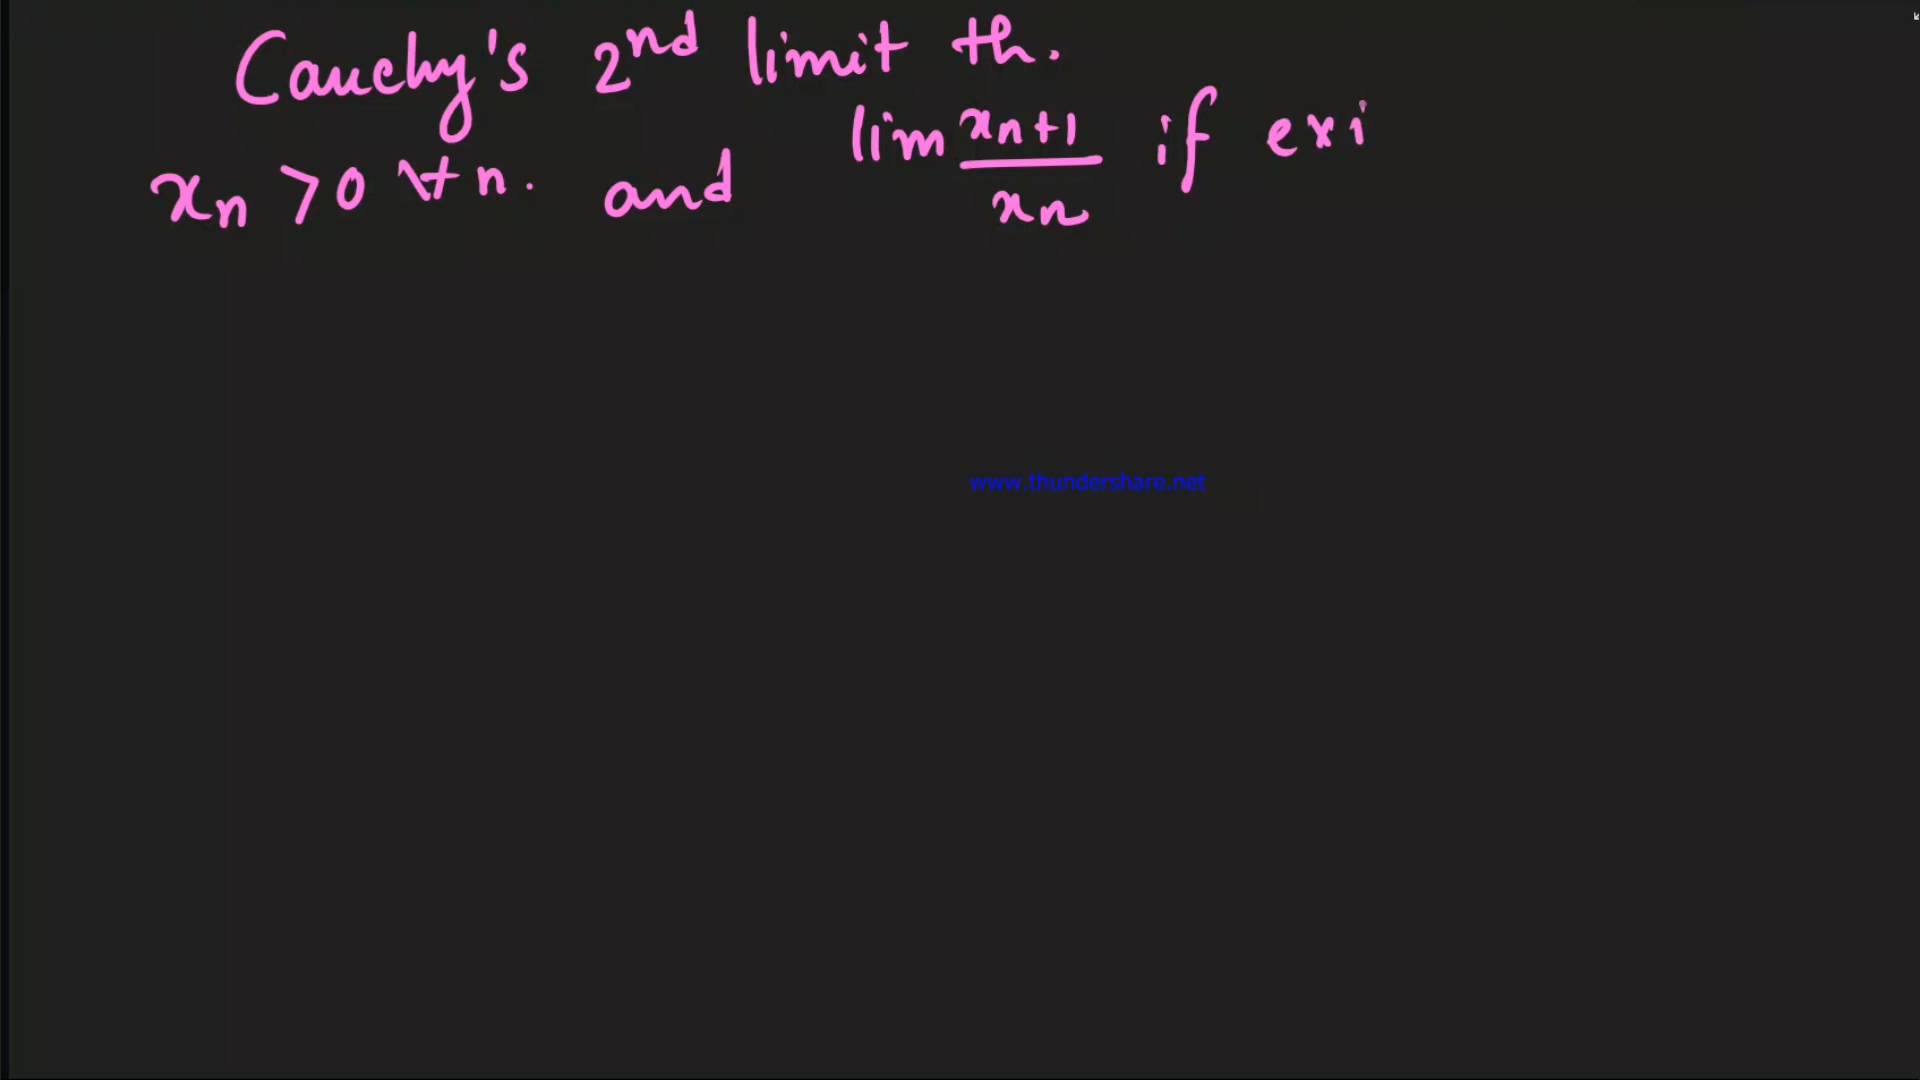 Cauchy's 2nd limit th.
xn > 0 ∀ n. and lim xn+1/xn if exi
www.thundershare.net